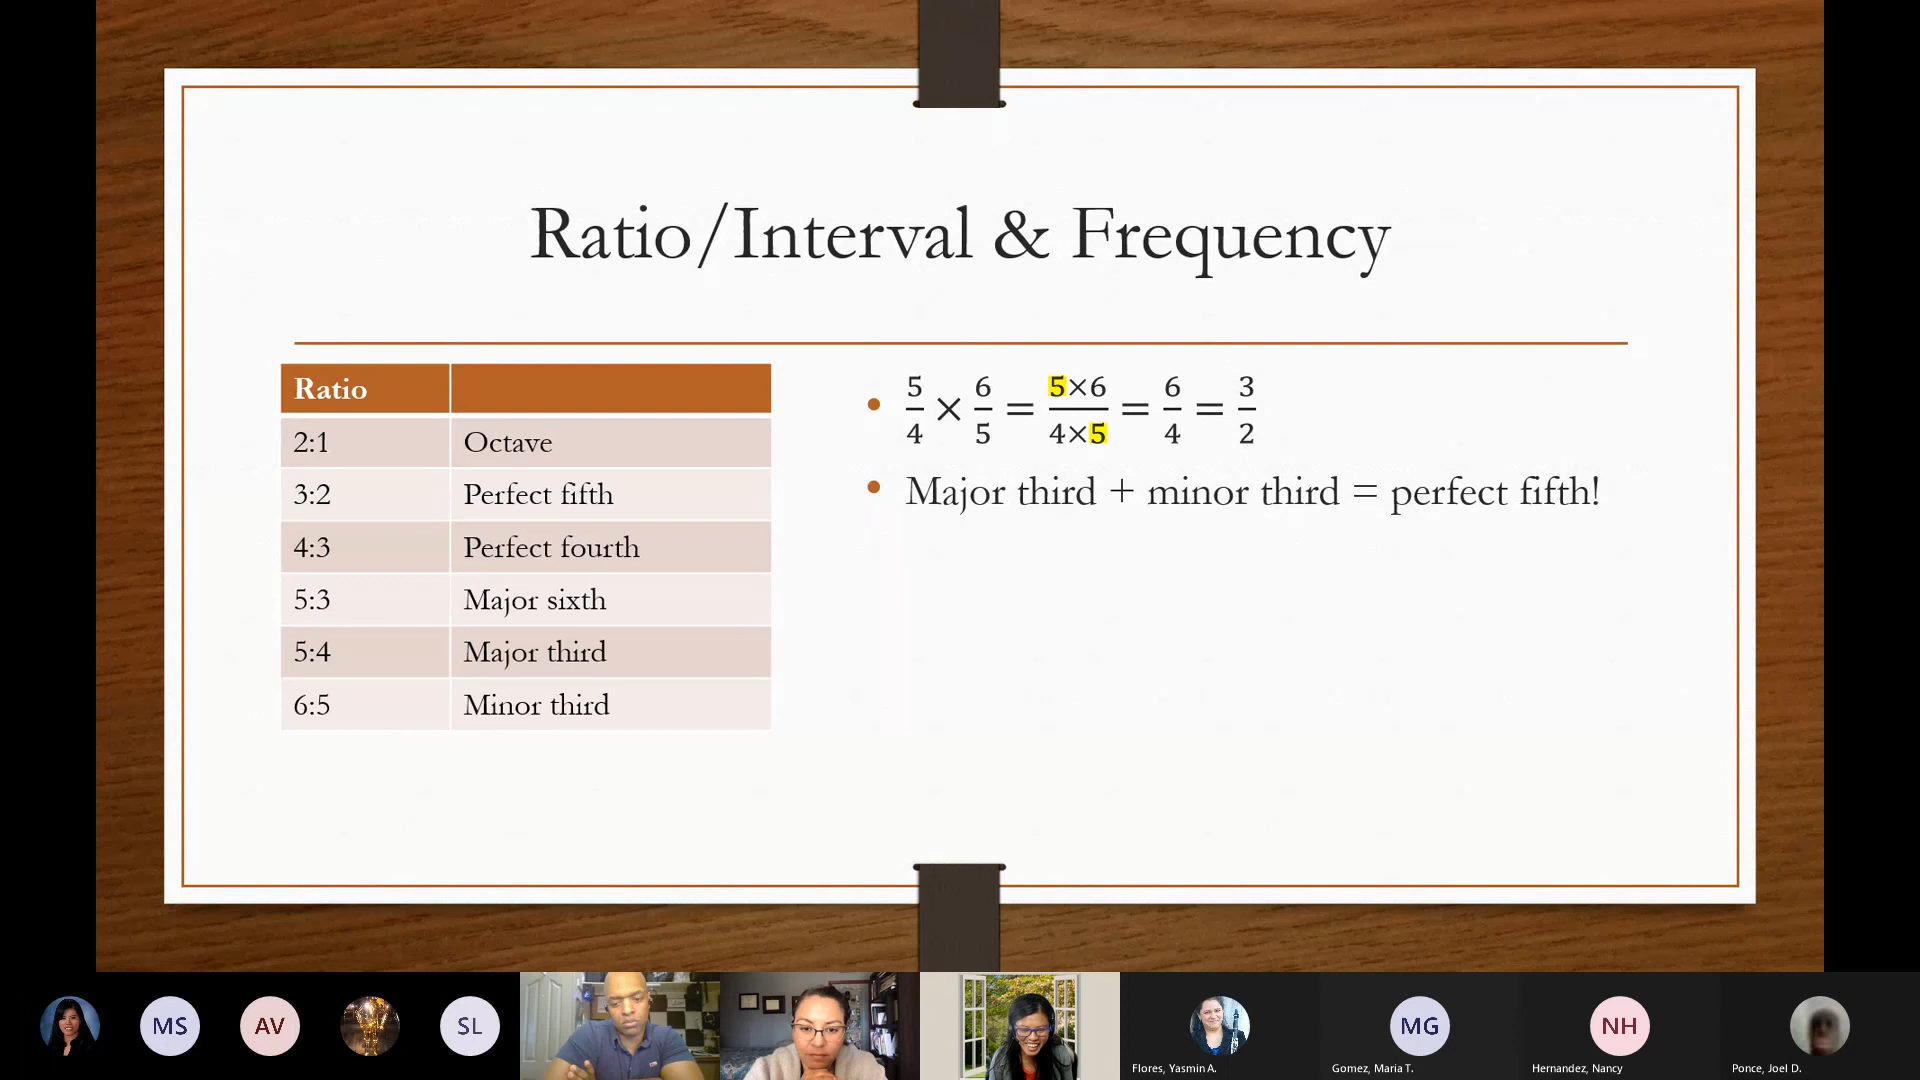 Ratio/Interval & Frequency
Ratio
2:1 Octave
3:2 Perfect fifth
4:3 Perfect fourth
5:3 Major sixth
5:4 Major third
6:5 Minor third
• 5/4 × 6/5 = 5×6/4×5 = 6/4 = 3/2
• Major third + minor third = perfect fifth!
MS
AV
SL
MG
NH
Flores, Yasmin A.
Gomez, Maria T.
Hernandez, Nancy
Ponce, Joel D.